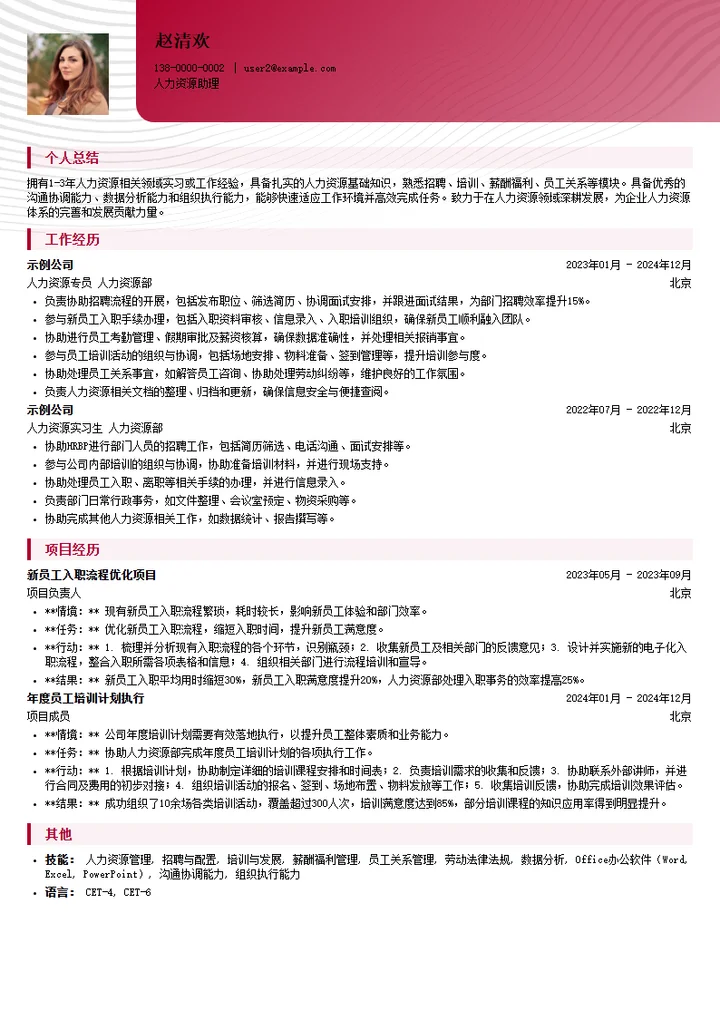 赵清欢
138-0000-0002 | user2@example.com
人力资源助理
个人总结
拥有1-3年人力资源相关领域实习或工作经验，具备扎实的人力资源基础知识，熟悉招聘、培训、薪酬福利、员工关系等模块。具备优秀的
沟通协调能力、数据分析能力和组织执行能力，能够快速适应工作环境并高效完成任务。致力于在人力资源领域深耕发展，为企业人力资源
体系的完善和发展贡献力量。
工作经历
示例公司 2023年01月 - 2024年12月
人力资源专员 人力资源部 北京
• 负责协助招聘流程的开展，包括发布职位、筛选简历、协调面试安排，并跟进面试结果，为部门招聘效率提升15%。
• 参与新员工入职手续办理，包括入职资料审核、信息录入、入职培训组织，确保新员工顺利融入团队。
• 协助进行员工考勤管理、假期审批及薪资核算，确保数据准确性，并处理相关报销事宜。
• 参与员工培训活动的组织与协调，包括场地安排、物料准备、签到管理等，提升培训参与度。
• 协助处理员工关系事宜，如解答员工咨询、协助处理劳动纠纷等，维护良好的工作氛围。
• 负责人力资源相关文档的整理、归档和更新，确保信息安全与便捷查阅。
示例公司 2022年07月 - 2022年12月
人力资源实习生 人力资源部 北京
• 协助HRBP进行部门人员的招聘工作，包括简历筛选、电话沟通、面试安排等。
• 参与公司内部培训的组织与协调，协助准备培训材料，并进行现场支持。
• 协助处理员工入职、离职等相关手续的办理，并进行信息录入。
• 负责部门日常行政事务，如文件整理、会议室预定、物资采购等。
• 协助完成其他人力资源相关工作，如数据统计、报告撰写等。
项目经历
新员工入职流程优化项目 2023年05月 - 2023年09月
项目负责人 北京
• **情境：** 现有新员工入职流程繁琐，耗时较长，影响新员工体验和部门效率。
• **任务：** 优化新员工入职流程，缩短入职时间，提升新员工满意度。
• **行动：** 1. 梳理并分析现有入职流程的各个环节，识别瓶颈；2. 收集新员工及相关部门的反馈意见；3. 设计并实施新的电子化入
职流程，整合入职所需各项表格和信息；4. 组织相关部门进行流程培训和宣导。
• **结果：** 新员工入职平均用时缩短30%，新员工入职满意度提升20%，人力资源部处理入职事务的效率提高25%。
年度员工培训计划执行 2024年01月 - 2024年12月
项目成员 北京
• **情境：** 公司年度培训计划需要有效落地执行，以提升员工整体素质和业务能力。
• **任务：** 协助人力资源部完成年度员工培训计划的各项执行工作。
• **行动：** 1. 根据培训计划，协助制定详细的培训课程安排和时间表；2. 负责培训需求的收集和反馈；3. 协助联系外部讲师，并进
行合同及费用的初步对接；4. 组织培训活动的报名、签到、场地布置、物料发放等工作；5. 收集培训反馈，协助完成培训效果评估。
• **结果：** 成功组织了10余场各类培训活动，覆盖超过300人次，培训满意度达到85%，部分培训课程的知识应用率得到明显提升。
其他
• 技能： 人力资源管理, 招聘与配置, 培训与发展, 薪酬福利管理, 员工关系管理, 劳动法律法规, 数据分析, Office办公软件（Word,
Excel, PowerPoint）, 沟通协调能力, 组织执行能力
• 语言： CET-4, CET-6